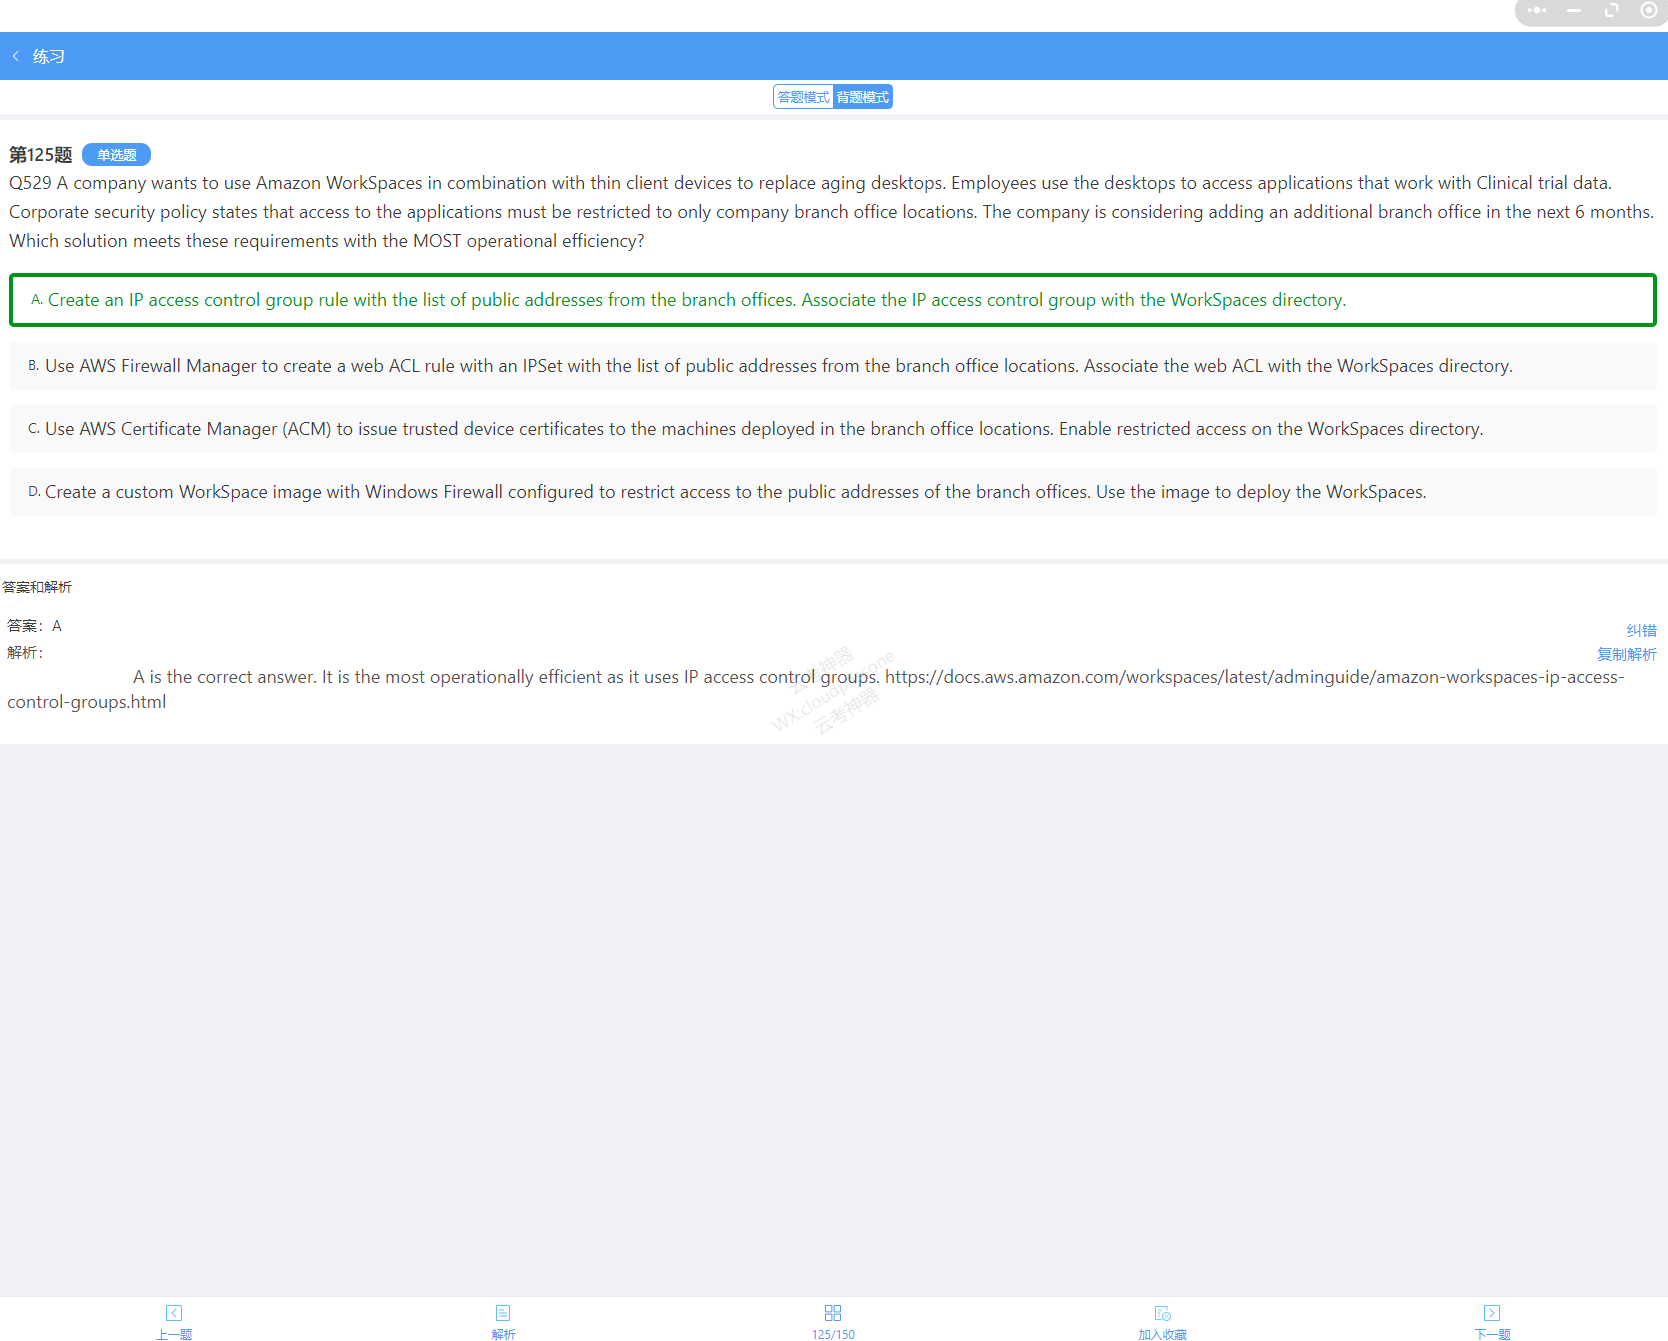 练习
答题模式 背题模式
第125题 单选题
Q529 A company wants to use Amazon WorkSpaces in combination with thin client devices to replace aging desktops. Employees use the desktops to access applications that work with Clinical trial data.
Corporate security policy states that access to the applications must be restricted to only company branch office locations. The company is considering adding an additional branch office in the next 6 months.
Which solution meets these requirements with the MOST operational efficiency?
A. Create an IP access control group rule with the list of public addresses from the branch offices. Associate the IP access control group with the WorkSpaces directory.
B. Use AWS Firewall Manager to create a web ACL rule with an IPSet with the list of public addresses from the branch office locations. Associate the web ACL with the WorkSpaces directory.
C. Use AWS Certificate Manager (ACM) to issue trusted device certificates to the machines deployed in the branch office locations. Enable restricted access on the WorkSpaces directory.
D. Create a custom WorkSpace image with Windows Firewall configured to restrict access to the public addresses of the branch offices. Use the image to deploy the WorkSpaces.
答案和解析
答案：A
纠错
解析：
复制解析
A is the correct answer. It is the most operationally efficient as it uses IP access control groups. https://docs.aws.amazon.com/workspaces/latest/adminguide/amazon-workspaces-ip-access-
control-groups.html
云考神器
云考神器
上一题 解析 125/150 加入收藏 下一题